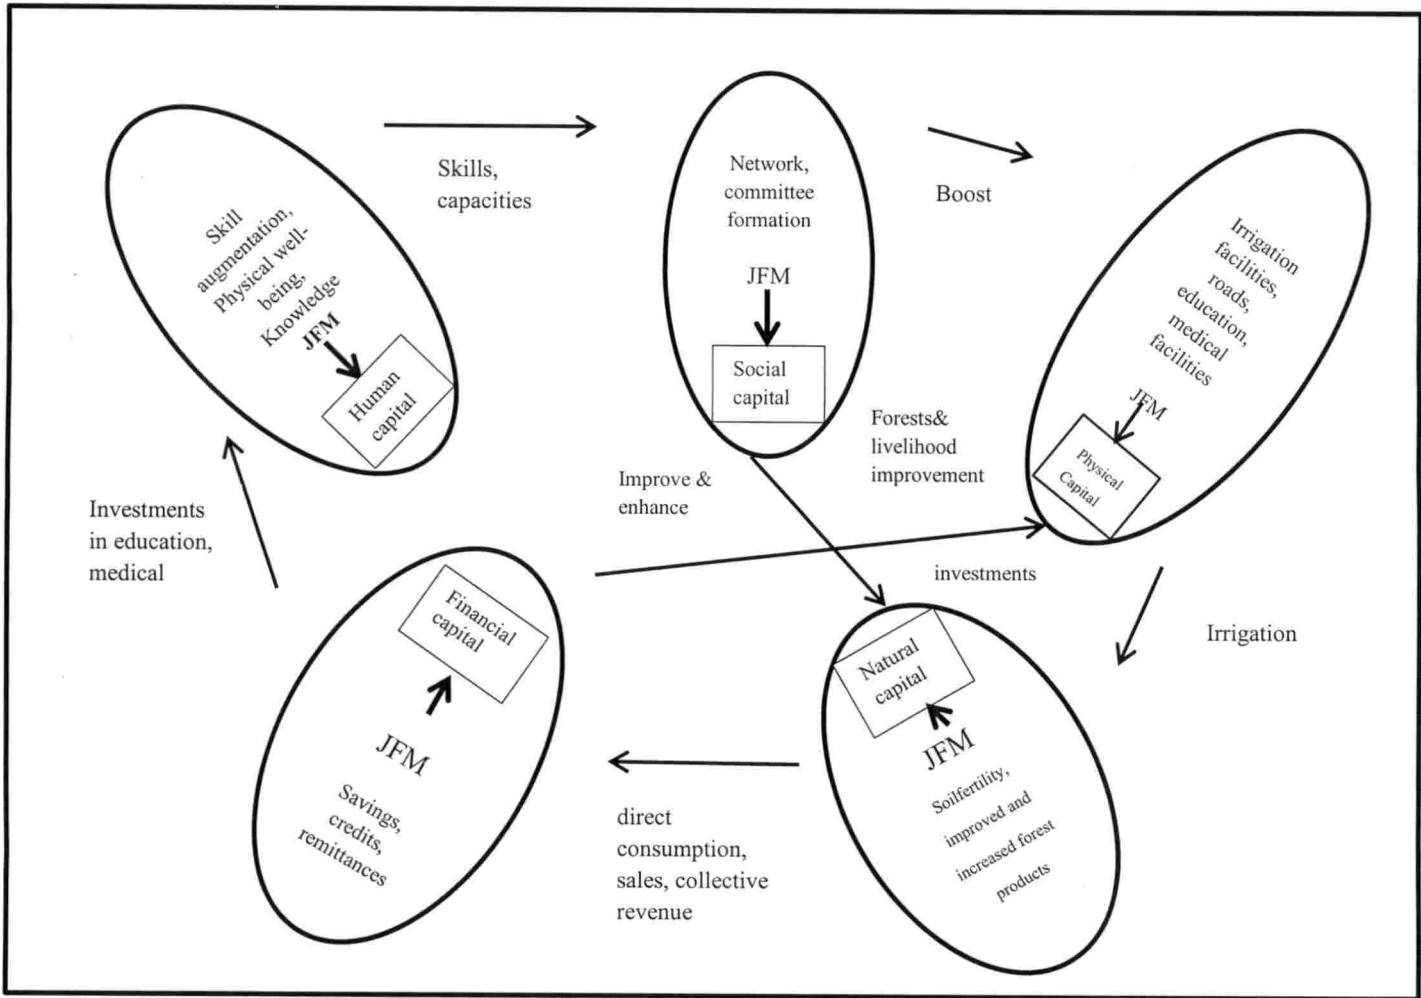 Skill
augmentation,
Physical well-
being,
Knowledge
JFM
Human
capital
Skills,
capacities
Network,
committee
formation
JFM
Social
capital
Boost
Irrigation
facilities,
roads,
education,
medical
facilities
JFM
Physical
Capital
Forests&
livelihood
improvement
Improve &
enhance
Investments
in education,
medical
Financial
capital
JFM
Savings,
credits,
remittances
investments
Irrigation
Natural
capital
JFM
Soilfertility,
improved and
increased forest
products
direct
consumption,
sales, collective
revenue